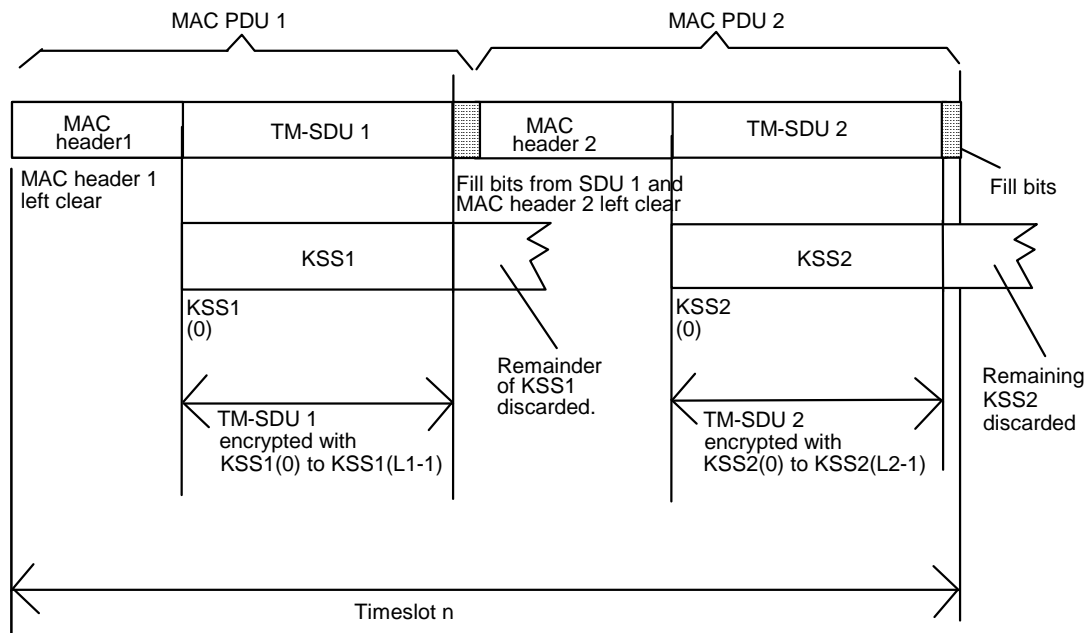 MAC PDU 1
MAC PDU 2
MAC
header1
TM-SDU 1
MAC
header 2
TM-SDU 2
MAC header 1
left clear
Fill bits from SDU 1 and
MAC header 2 left clear
Fill bits
KSS1
KSS2
KSS1
(0)
KSS2
(0)
Remainder
of KSS1
discarded.
Remaining
KSS2
discarded
TM-SDU 1
encrypted with
KSS1(0) to KSS1(L1-1)
TM-SDU 2
encrypted with
KSS2(0) to KSS2(L2-1)
Timeslot n